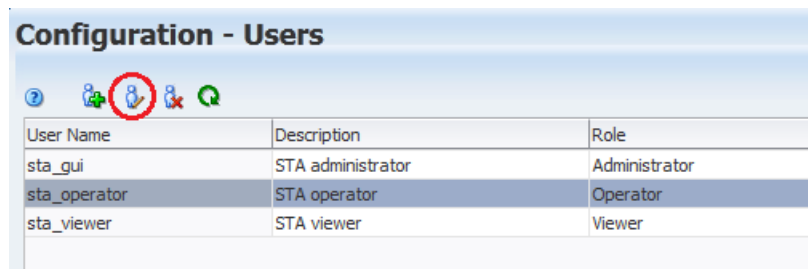 Configuration - Users
?
User Name Description Role
sta_gui STA administrator Administrator
sta_operator STA operator Operator
sta_viewer STA viewer Viewer